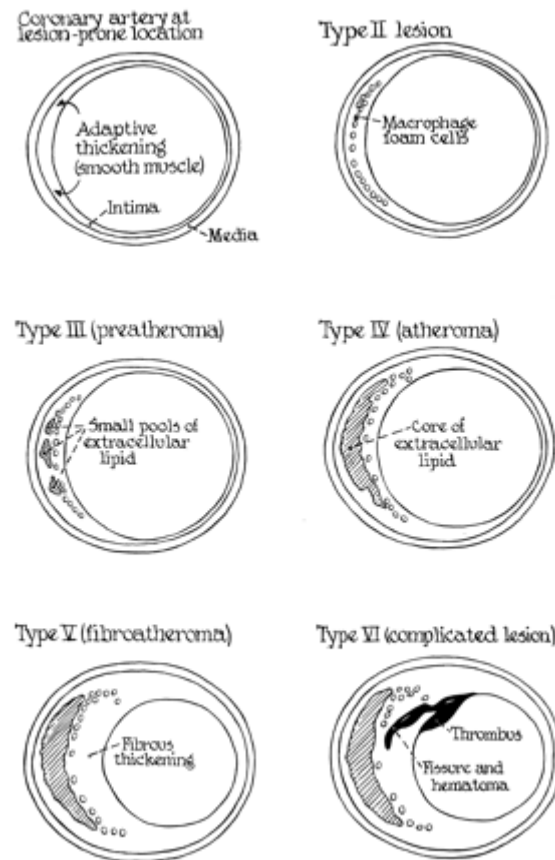 Coronary artery at
lesion-prone location
Adaptive
thickening
(smooth muscle)
Intima
Media
Type II lesion
Macrophage
foam cells
Type III (preatheroma)
Small pools of
extracellular
lipid
Type IV (atheroma)
Core of
extracellular
lipid
Type V (fibroatheroma)
Fibrous
thickening
Type VI (complicated lesion)
Thrombus
Fissure and
hematoma